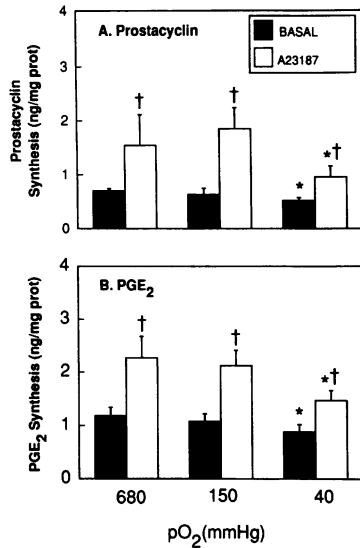 A. Prostacyclin
BASAL
A23187
Prostacyclin
Synthesis (ng/mg prot)
4
3
2
1
0
†
†
*
*†
B. PGE2
PGE2 Synthesis (ng/mg prot)
4
3
2
1
0
†
†
*
*†
680 150 40
pO2(mmHg)